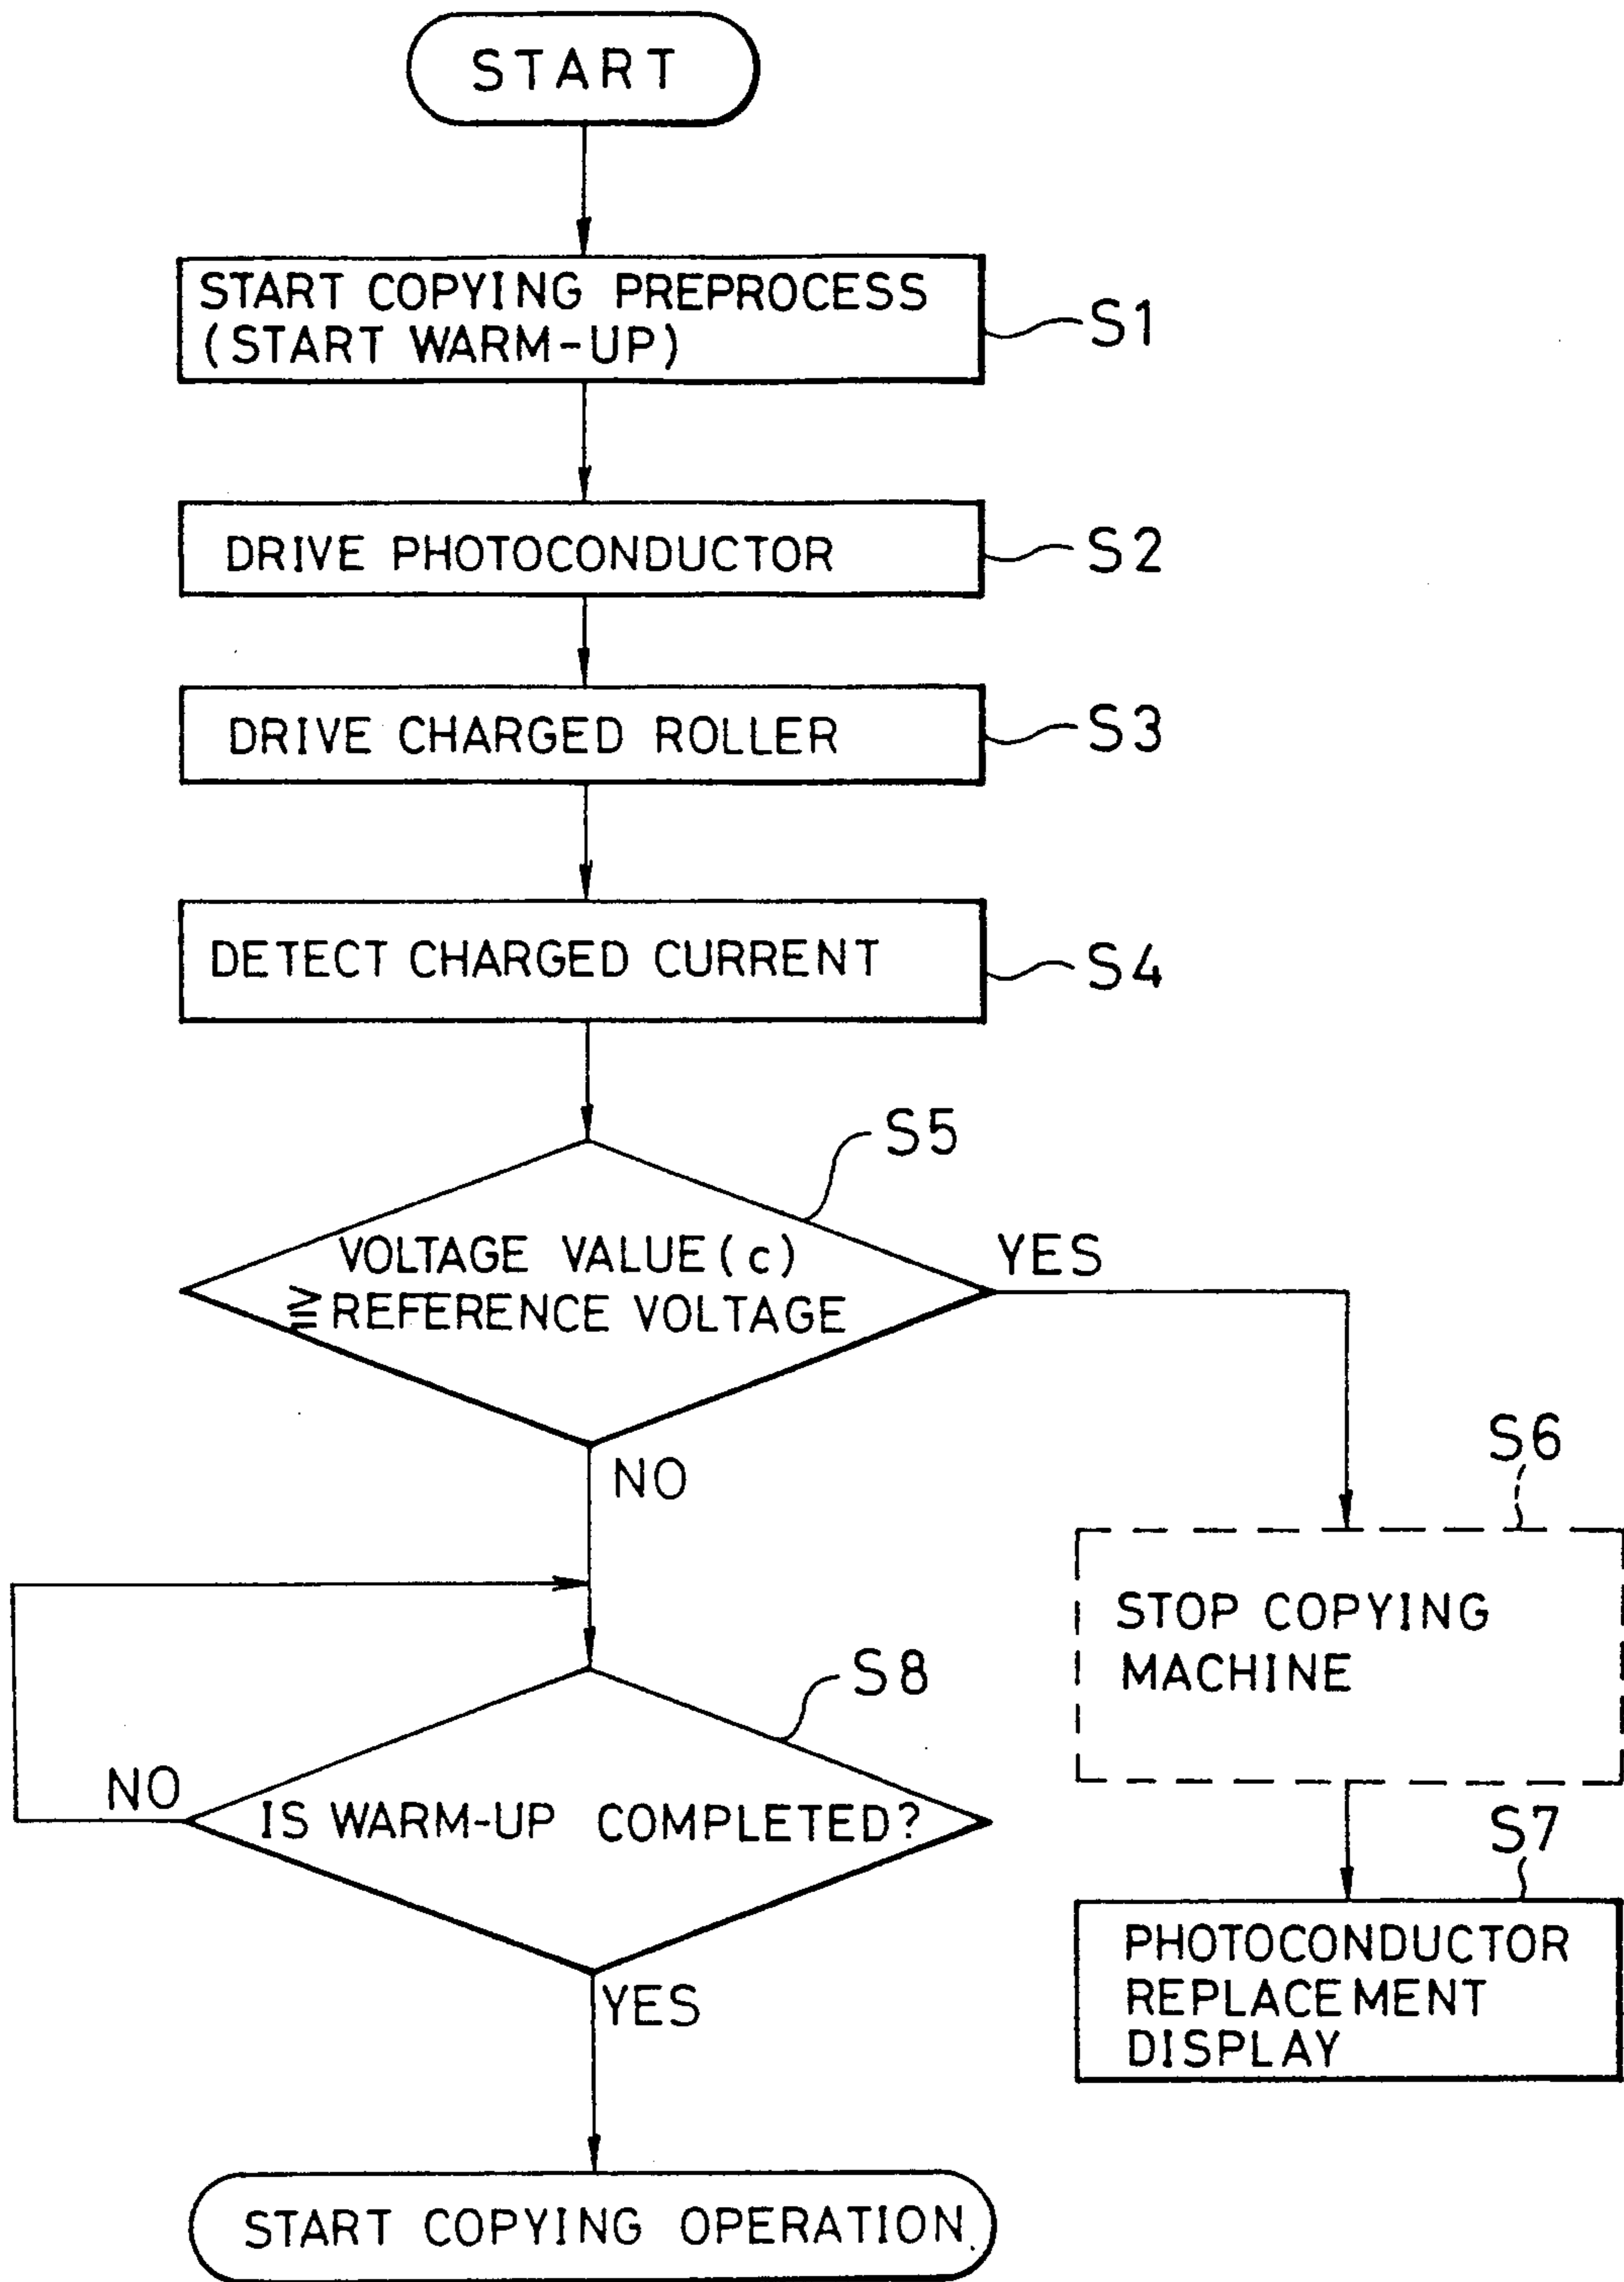 START
START COPYING PREPROCESS
(START WARM-UP)
S1
DRIVE PHOTOCONDUCTOR
S2
DRIVE CHARGED ROLLER
S3
DETECT CHARGED CURRENT
S4
S5
VOLTAGE VALUE(c)
≧REFERENCE VOLTAGE
YES
NO
S6
STOP COPYING
MACHINE
S7
PHOTOCONDUCTOR
REPLACEMENT
DISPLAY
S8
IS WARM-UP COMPLETED?
NO
YES
START COPYING OPERATION